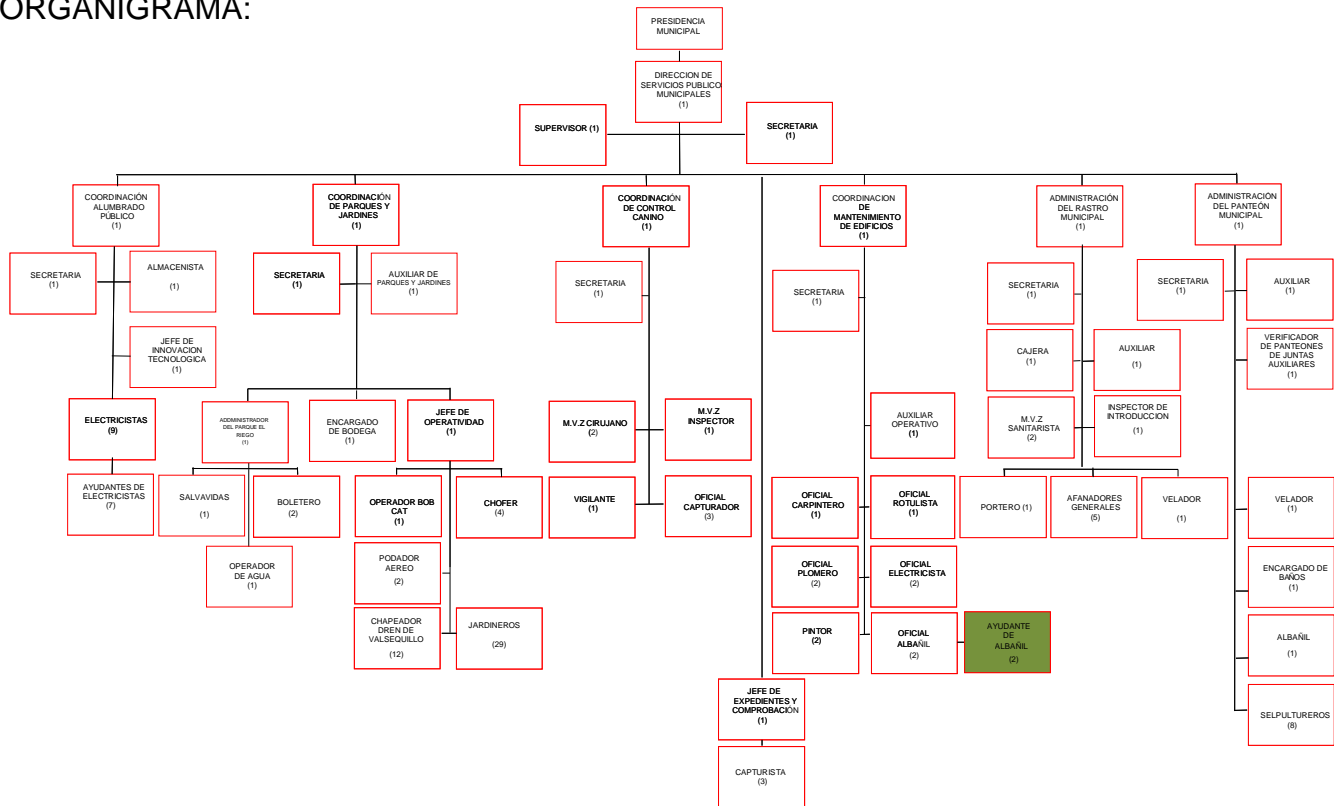 ORGANIGRAMA:
PRESIDENCIA
MUNICIPAL
DIRECCION DE
SERVICIOS PUBLICO
MUNICIPALES
(1)
SUPERVISOR (1)
SECRETARIA
(1)
COORDINACIÓN
ALUMBRADO
PÚBLICO
(1)
SECRETARIA
(1)
ALMACENISTA
(1)
JEFE DE
INNOVACION
TECNOLOGICA
(1)
ELECTRICISTAS
(9)
AYUDANTES DE
ELECTRICISTAS
(7)
COORDINACIÓN
DE PARQUES Y
JARDINES
(1)
SECRETARIA
(1)
AUXILIAR DE
PARQUES Y JARDINES
(1)
ADDMINISTRADOR
DEL PARQUE EL
RIEGO
(1)
SALVAVIDAS
(1)
BOLETERO
(2)
OPERADOR
DE AGUA
(1)
ENCARGADO
DE BODEGA
(1)
JEFE DE
OPERATIVIDAD
(1)
OPERADOR BOB
CAT
(1)
CHOFER
(4)
PODADOR
AEREO
(2)
CHAPEADOR
DREN DE
VALSEQUILLO
(12)
JARDINEROS
(29)
COORDINACIÓN
DE CONTROL
CANINO
(1)
SECRETARIA
(1)
M.V.Z CIRUJANO
(2)
M.V.Z
INSPECTOR
(1)
VIGILANTE
(1)
OFICIAL
CAPTURADOR
(3)
JEFE DE
EXPEDIENTES Y
COMPROBACIÓN
(1)
CAPTURISTA
(3)
COORDINACION
DE
MANTENIMIENTO
DE EDIFICIOS
(1)
SECRETARIA
(1)
AUXILIAR
OPERATIVO
(1)
OFICIAL
CARPINTERO
(1)
OFICIAL
ROTULISTA
(1)
OFICIAL
PLOMERO
(2)
OFICIAL
ELECTRICISTA
(2)
PINTOR
(2)
OFICIAL
ALBAÑIL
(2)
AYUDANTE
DE
ALBAÑIL
(2)
ADMINISTRACIÓN
DEL RASTRO
MUNICIPAL
(1)
SECRETARIA
(1)
CAJERA
(1)
AUXILIAR
(1)
M.V.Z
SANITARISTA
(2)
INSPECTOR DE
INTRODUCCION
(1)
PORTERO (1)
AFANADORES
GENERALES
(5)
VELADOR
(1)
ADMINISTRACIÓN
DEL PANTEÓN
MUNICIPAL
(1)
SECRETARIA
(1)
AUXILIAR
(1)
VERIFICADOR
DE PANTEONES
DE JUNTAS
AUXILIARES
(1)
VELADOR
(1)
ENCARGADO DE
BAÑOS
(1)
ALBAÑIL
(1)
SELPULTUREROS
(8)